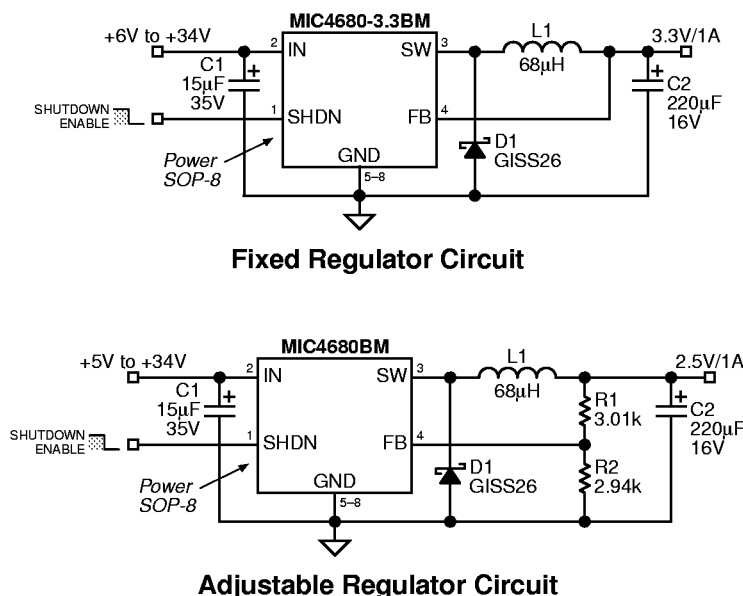 MIC4680-3.3BM
+6V to +34V
2
IN
SW
3
L1
68µH
3.3V/1A
C1
15µF
35V
+
+
C2
220µF
16V
SHUTDOWN
ENABLE
1
SHDN
FB
4
Power
SOP-8
GND
5–8
D1
GISS26
Fixed Regulator Circuit
MIC4680BM
+5V to +34V
2
IN
SW
3
L1
68µH
2.5V/1A
C1
15µF
35V
+
R1
3.01k
+
C2
220µF
16V
SHUTDOWN
ENABLE
1
SHDN
FB
4
Power
SOP-8
GND
5–8
D1
GISS26
R2
2.94k
Adjustable Regulator Circuit